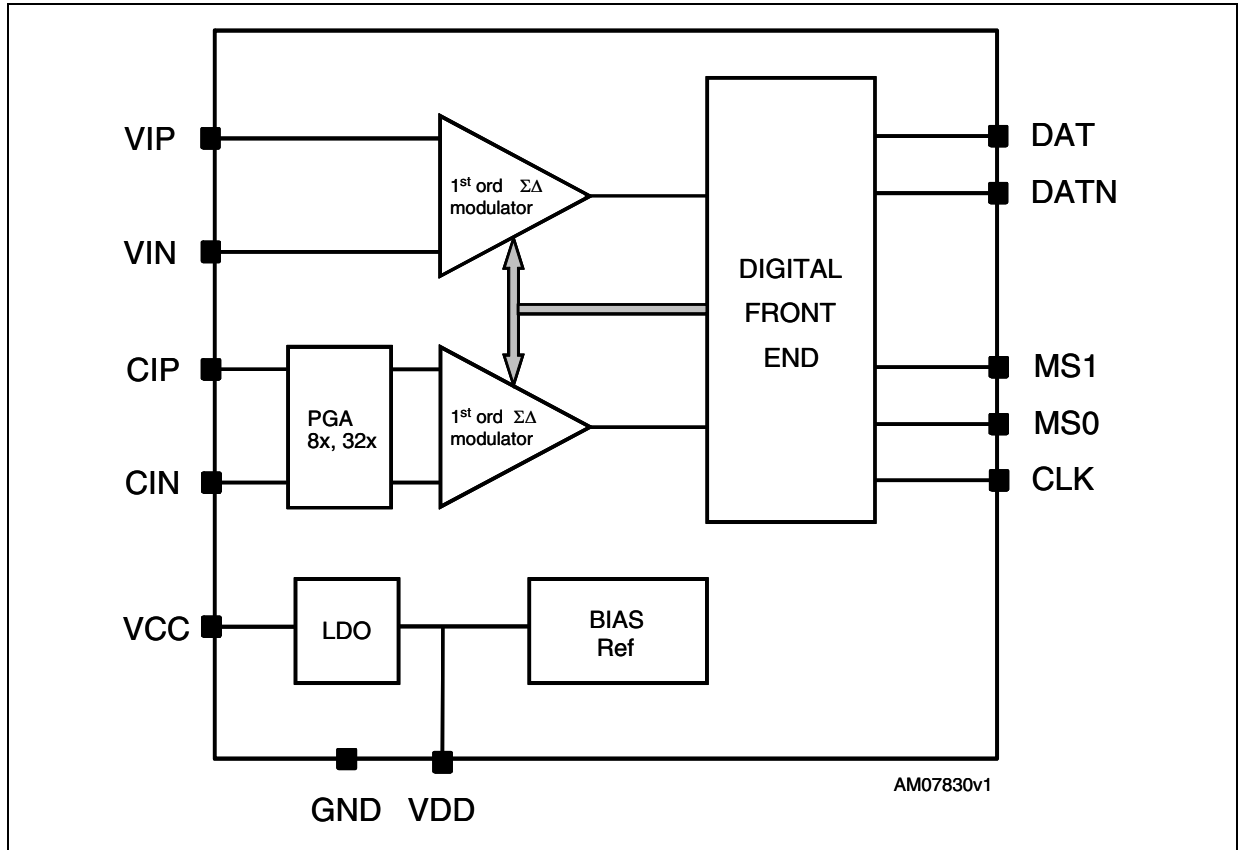 VIP
VIN
CIP
CIN
VCC
1st ord ΣΔ
modulator
PGA
8x, 32x
1st ord ΣΔ
modulator
DIGITAL
FRONT
END
DAT
DATN
MS1
MS0
CLK
LDO
BIAS
Ref
GND
VDD
AM07830v1